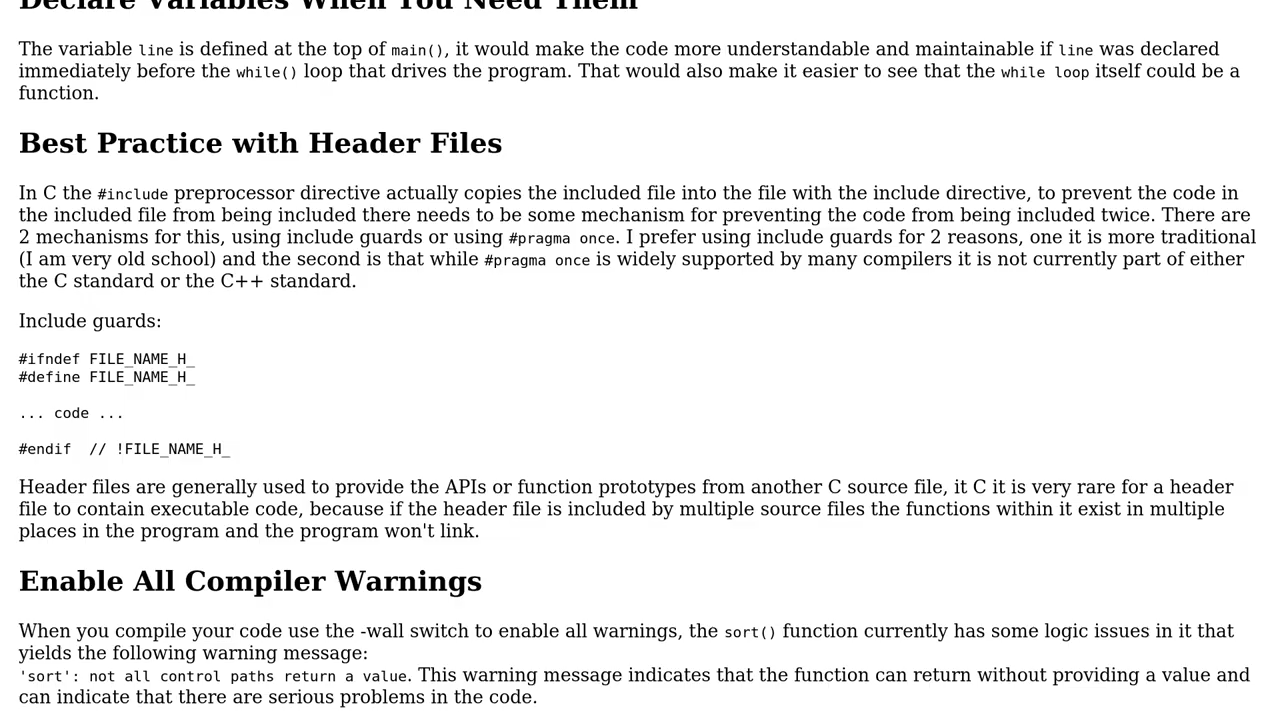 Declare Variables When You Need Them
The variable line is defined at the top of main(), it would make the code more understandable and maintainable if line was declared
immediately before the while() loop that drives the program. That would also make it easier to see that the while loop itself could be a
function.
Best Practice with Header Files
In C the #include preprocessor directive actually copies the included file into the file with the include directive, to prevent the code in
the included file from being included there needs to be some mechanism for preventing the code from being included twice. There are
2 mechanisms for this, using include guards or using #pragma once. I prefer using include guards for 2 reasons, one it is more traditional
(I am very old school) and the second is that while #pragma once is widely supported by many compilers it is not currently part of either
the C standard or the C++ standard.
Include guards:
#ifndef FILE_NAME_H_
#define FILE_NAME_H_
... code ...
#endif  // !FILE_NAME_H_
Header files are generally used to provide the APIs or function prototypes from another C source file, it C it is very rare for a header
file to contain executable code, because if the header file is included by multiple source files the functions within it exist in multiple
places in the program and the program won't link.
Enable All Compiler Warnings
When you compile your code use the -wall switch to enable all warnings, the sort() function currently has some logic issues in it that
yields the following warning message:
'sort': not all control paths return a value. This warning message indicates that the function can return without providing a value and
can indicate that there are serious problems in the code.